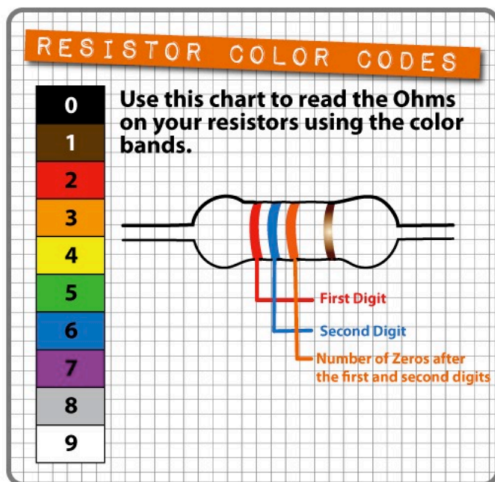 RESISTOR COLOR CODES
Use this chart to read the Ohms
on your resistors using the color
bands.
0
1
2
3
4
5
6
7
8
9
First Digit
Second Digit
Number of Zeros after
the first and second digits